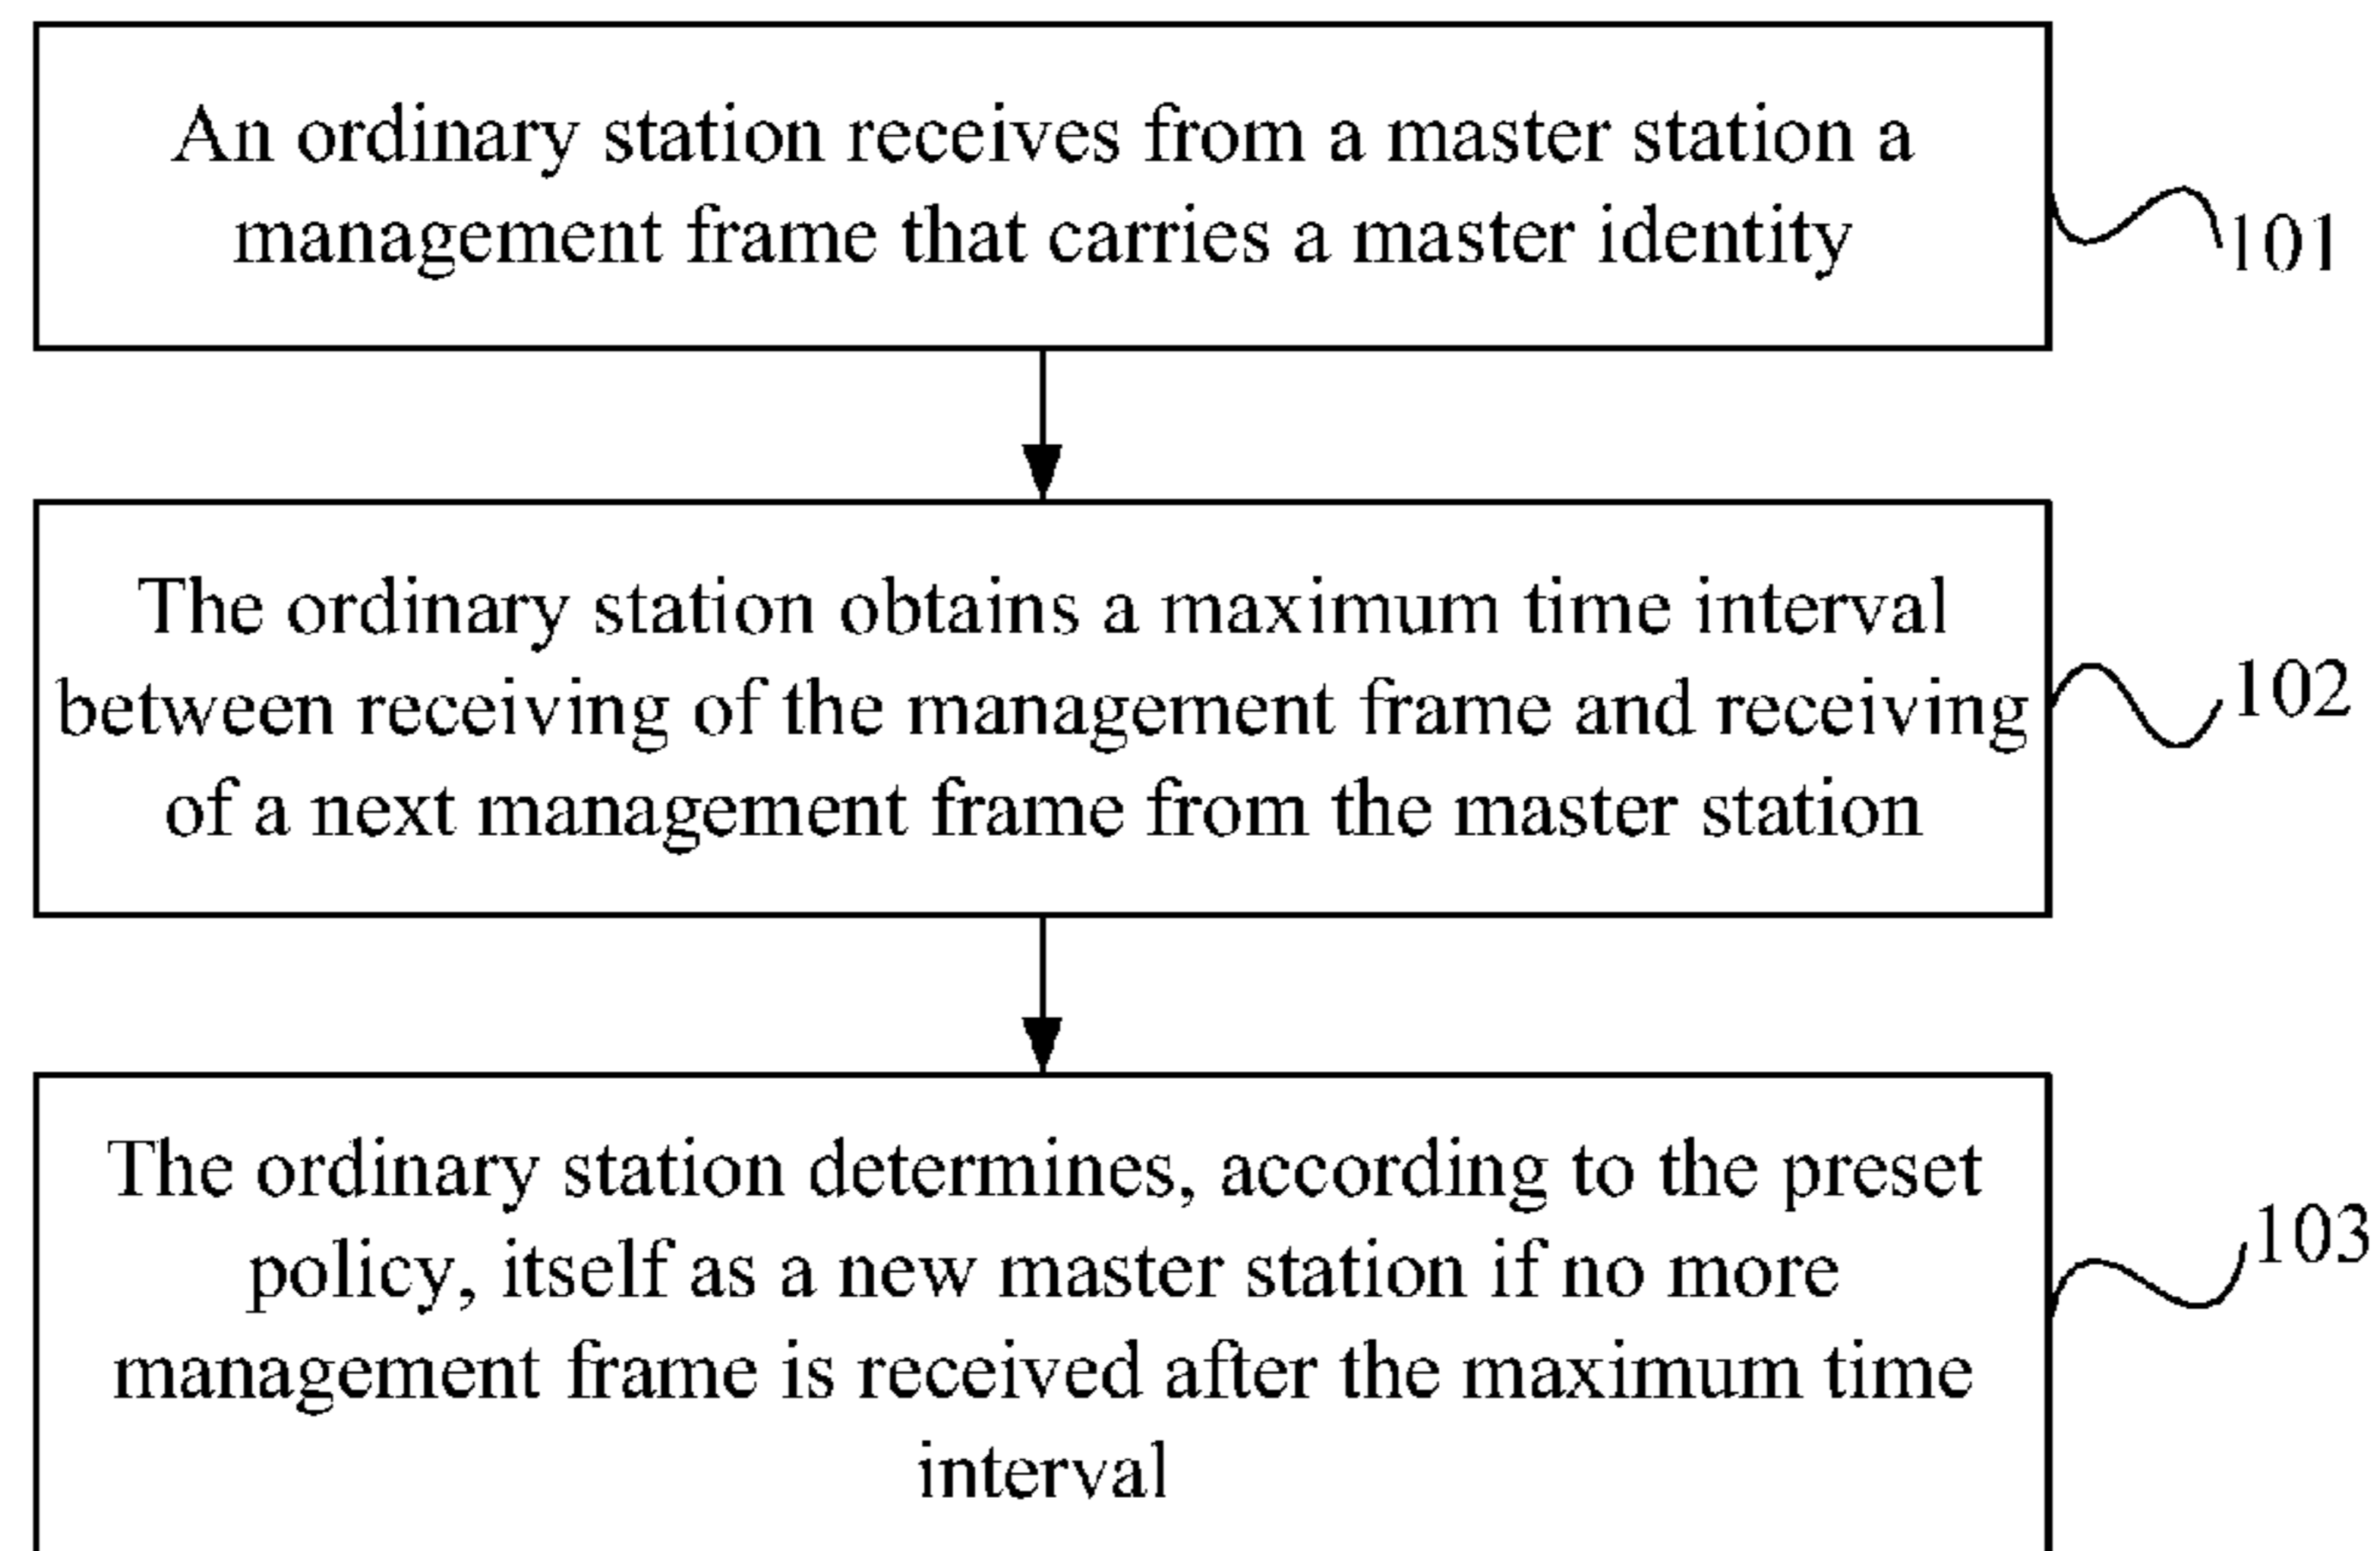 An ordinary station receives from a master station a
management frame that carries a master identity
101
The ordinary station obtains a maximum time interval
between receiving of the management frame and receiving
of a next management frame from the master station
102
The ordinary station determines, according to the preset
policy, itself as a new master station if no more
management frame is received after the maximum time
interval
103